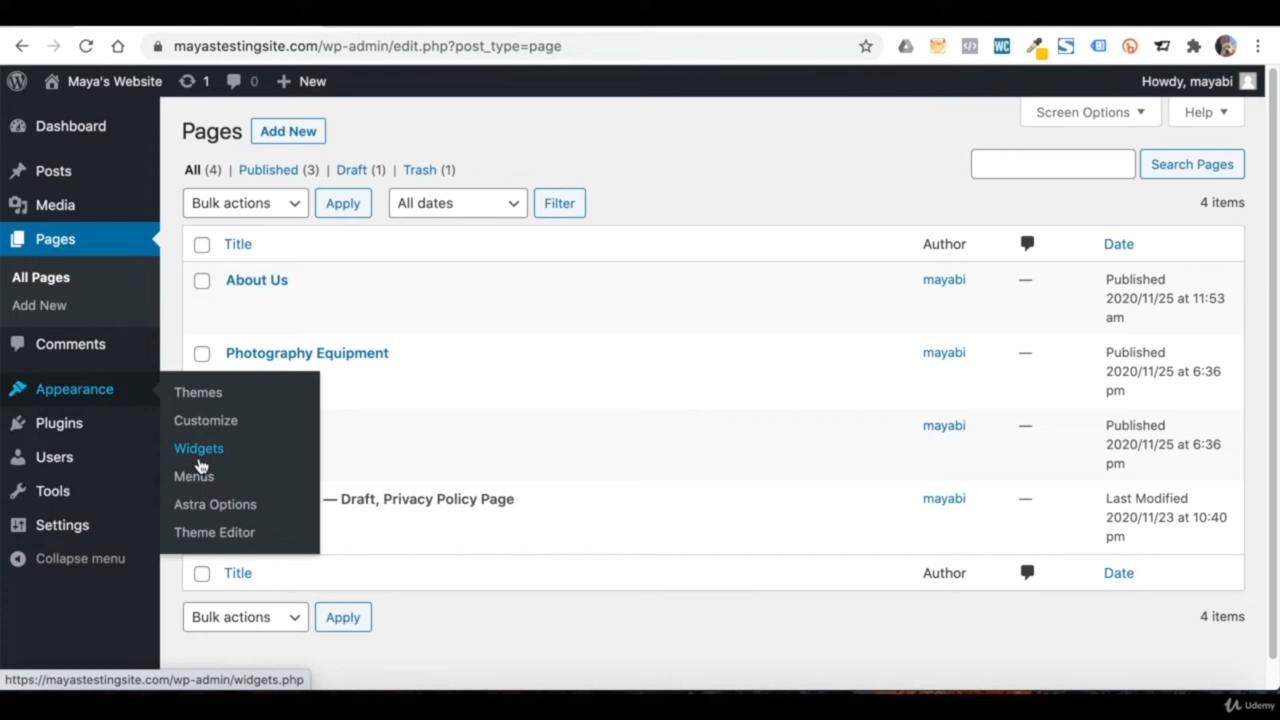 mayastestingsite.com/wp-admin/edit.php?post_type=page
WC
Maya's Website 1 0 New Howdy, mayabi
Dashboard
Posts
Media
Pages
All Pages
Add New
Comments
Appearance
Plugins
Users
Tools
Settings
Collapse menu
Themes
Customize
Widgets
Menus
Astra Options
Theme Editor
Screen Options Help
Pages Add New
All (4) | Published (3) | Draft (1) | Trash (1)
Search Pages
Bulk actions Apply All dates Filter 4 items
Title Author Date
About Us mayabi — Published
2020/11/25 at 11:53
am
Photography Equipment mayabi — Published
2020/11/25 at 6:36
pm
mayabi — Published
2020/11/25 at 6:36
pm
— Draft, Privacy Policy Page mayabi — Last Modified
2020/11/23 at 10:40
pm
Title Author Date
Bulk actions Apply 4 items
https://mayastestingsite.com/wp-admin/widgets.php
Udemy